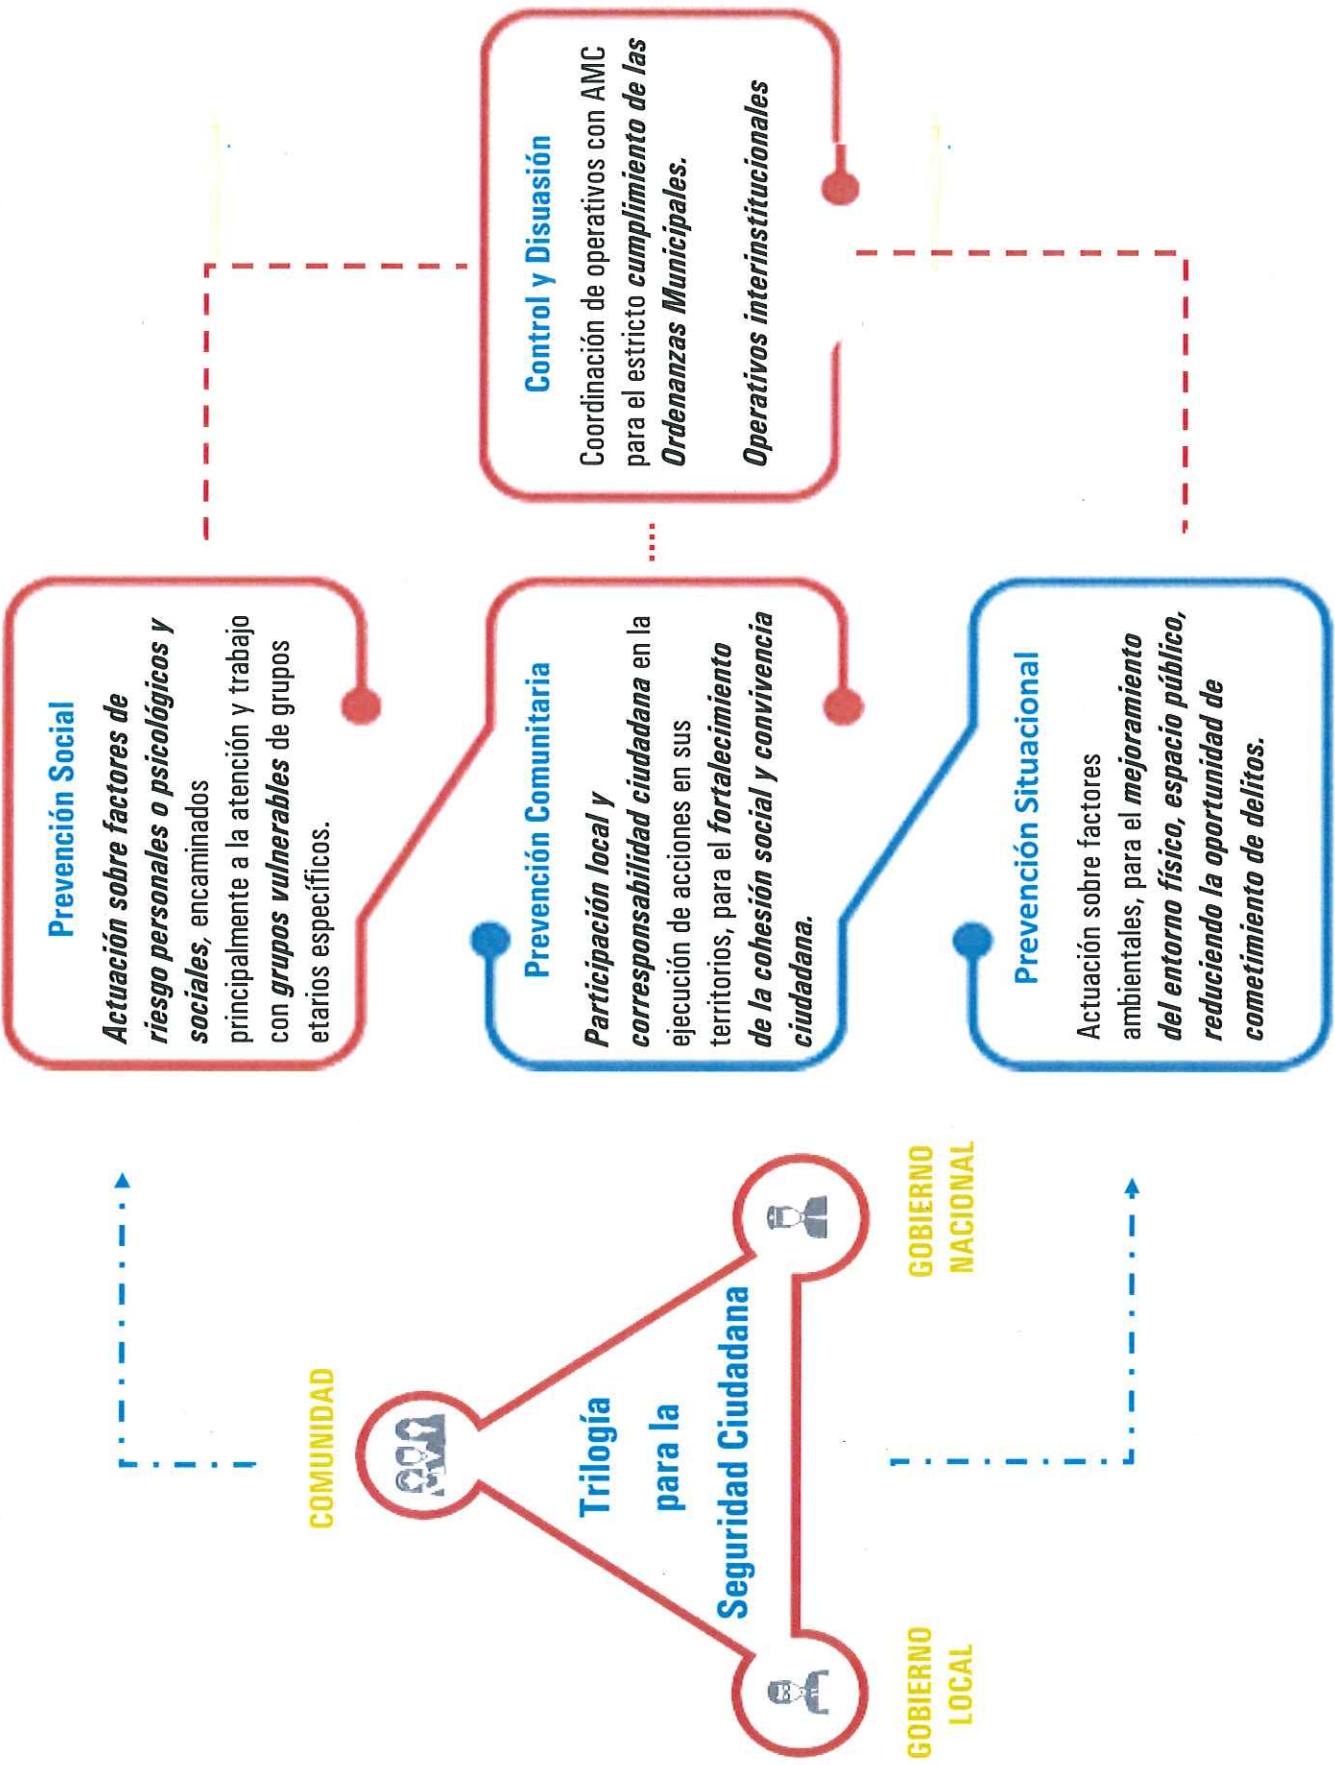 COMUNIDAD
Trilogía
para la
Seguridad Ciudadana
GOBIERNO
LOCAL
GOBIERNO
NACIONAL
Prevención Social
Actuación sobre factores de
riesgo personales o psicológicos y
sociales, encaminados
principalmente a la atención y trabajo
con grupos vulnerables de grupos
etarios específicos.
Prevención Comunitaria
Participación local y
corresponsabilidad ciudadana en la
ejecución de acciones en sus
territorios, para el fortalecimiento
de la cohesión social y convivencia
ciudadana.
Prevención Situacional
Actuación sobre factores
ambientales, para el mejoramiento
del entorno físico, espacio público,
reduciendo la oportunidad de
cometimiento de delitos.
Control y Disuasión
Coordinación de operativos con AMC
para el estricto cumplimiento de las
Ordenanzas Municipales.
Operativos interinstitucionales